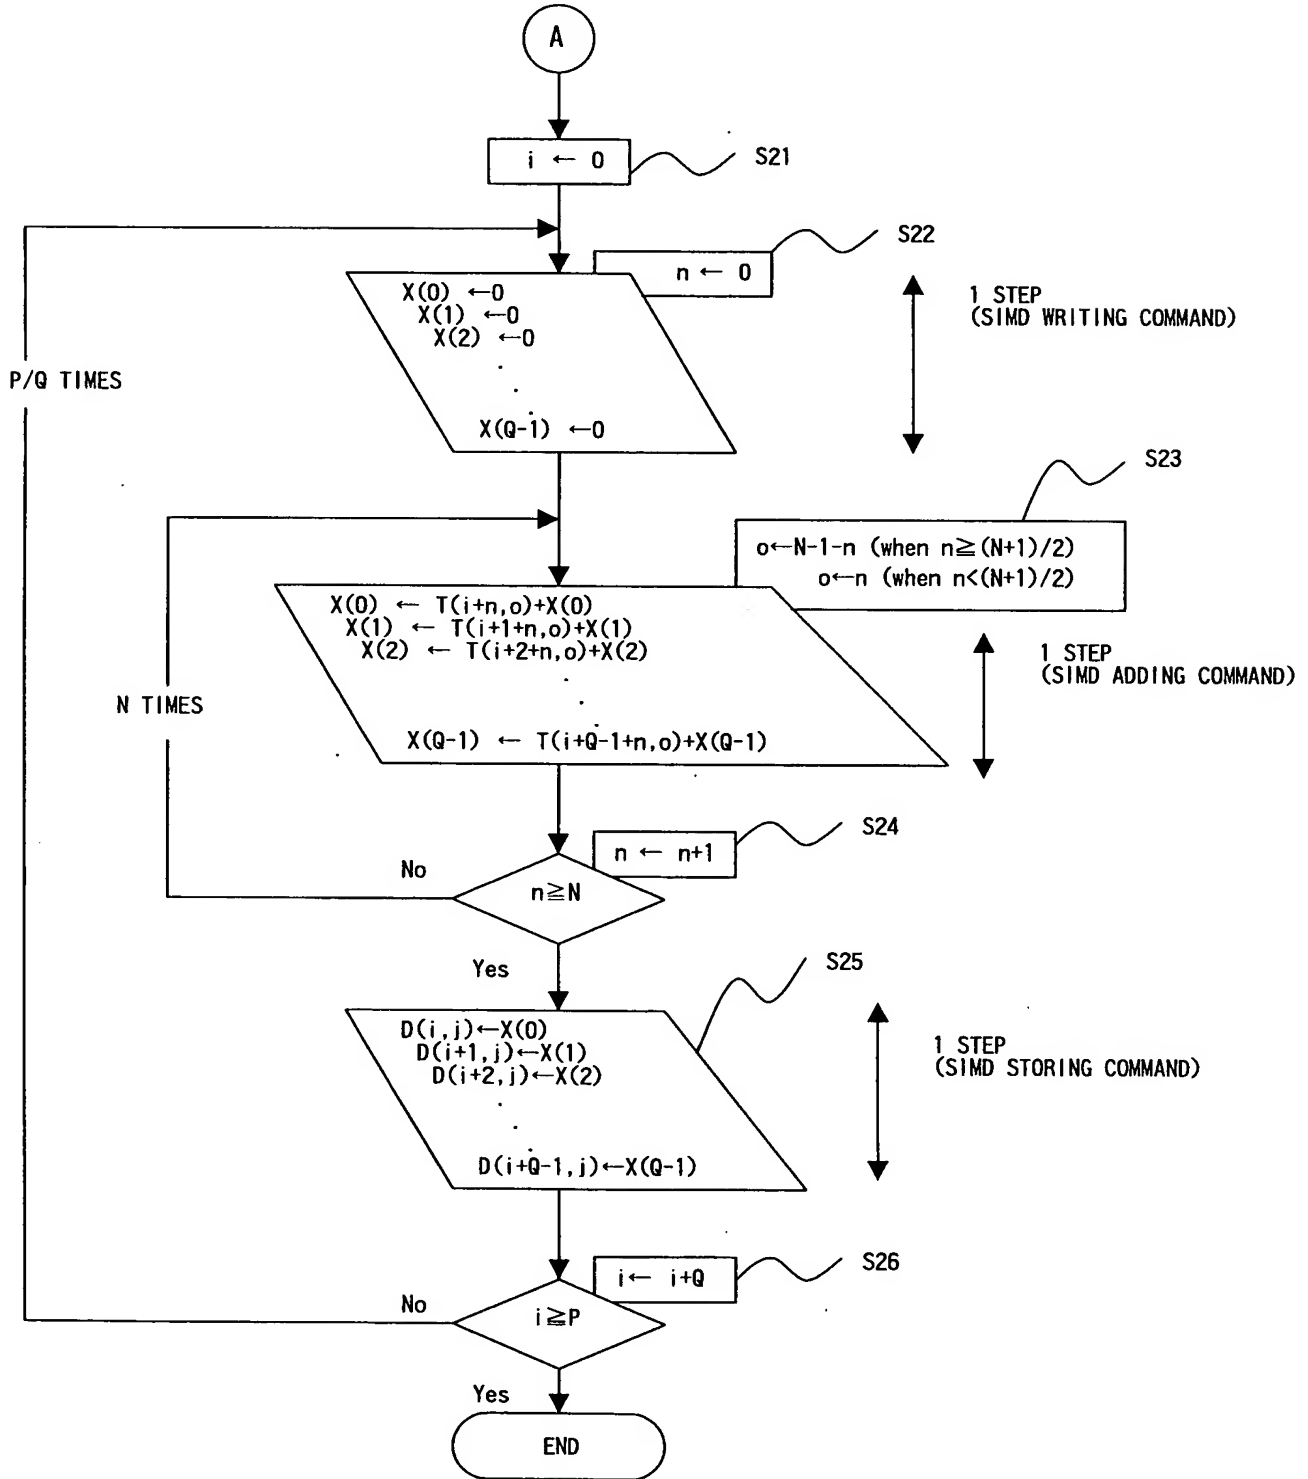 A
i ← 0
S21
S22
n ← 0
X(0) ←0
X(1) ←0
X(2) ←0
X(Q-1) ←0
1 STEP
(SIMD WRITING COMMAND)
P/Q TIMES
S23
o←N-1-n (when n≧(N+1)/2)
o←n (when n<(N+1)/2)
X(0) ← T(i+n,o)+X(0)
X(1) ← T(i+1+n,o)+X(1)
X(2) ← T(i+2+n,o)+X(2)
X(Q-1) ← T(i+Q-1+n,o)+X(Q-1)
1 STEP
(SIMD ADDING COMMAND)
N TIMES
S24
n ← n+1
No
n≧N
Yes
S25
D(i,j)←X(0)
D(i+1,j)←X(1)
D(i+2,j)←X(2)
D(i+Q-1,j)←X(Q-1)
1 STEP
(SIMD STORING COMMAND)
S26
i← i+Q
No
i≧P
Yes
END